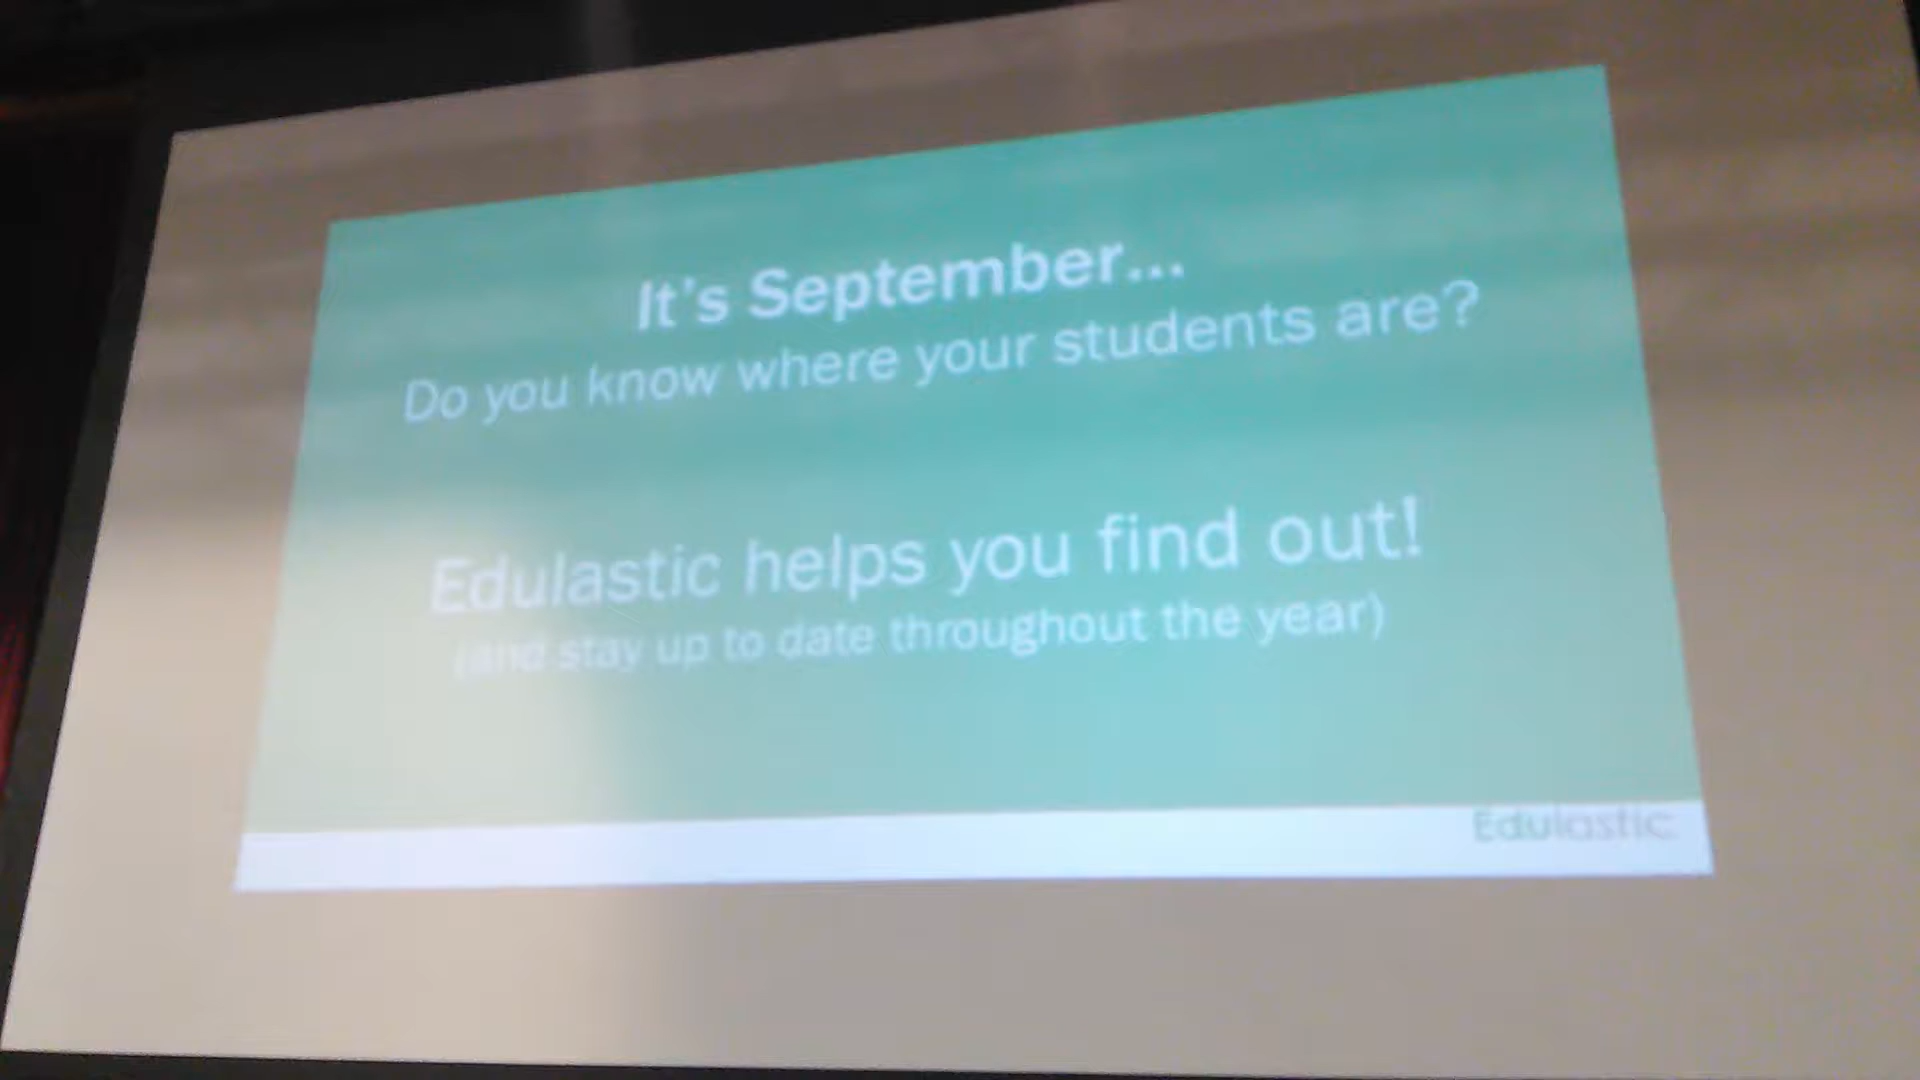 It's September...
Do you know where your students are?
Edulastic helps you find out!
(and stay up to date throughout the year)
Edulastic